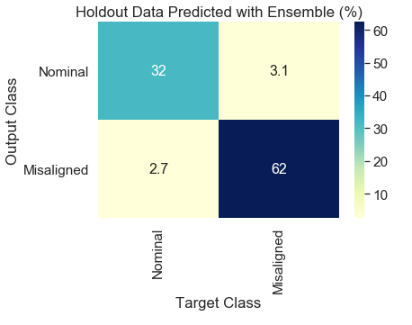 Holdout Data Predicted with Ensemble (%)
Output Class
Nominal
Misaligned
32
3.1
2.7
62
Nominal
Misaligned
Target Class
60
50
40
30
20
10